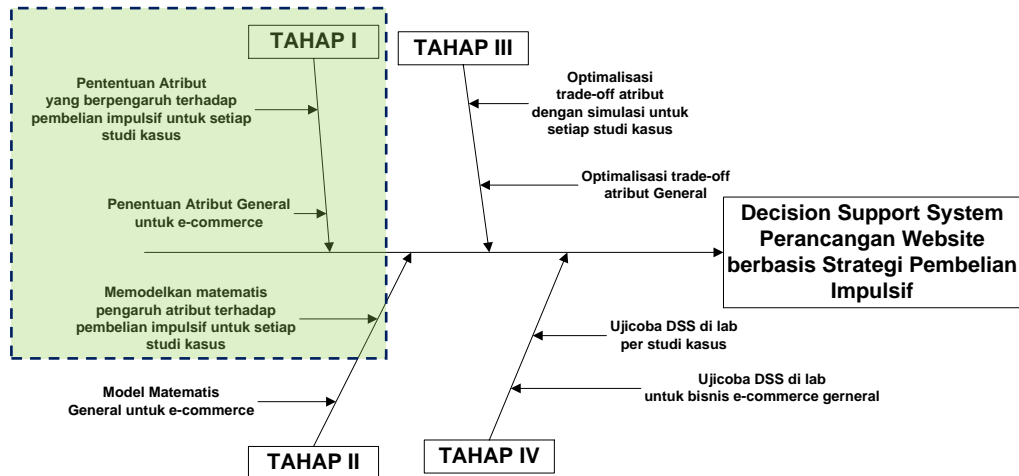 TAHAP I
Pententuan Atribut
yang berpengaruh terhadap
pembelian impulsif untuk setiap
studi kasus
Penentuan Atribut General
untuk e-commerce
TAHAP III
Optimalisasi
trade-off atribut
dengan simulasi untuk
setiap studi kasus
Optimalisasi trade-off
atribut General
Decision Support System
Perancangan Website
berbasis Strategi Pembelian
Impulsif
Memodelkan matematis
pengaruh atribut terhadap
pembelian impulsif untuk setiap
studi kasus
Model Matematis
General untuk e-commerce
TAHAP II
Ujicoba DSS di lab
per studi kasus
Ujicoba DSS di lab
untuk bisnis e-commerce gerneral
TAHAP IV